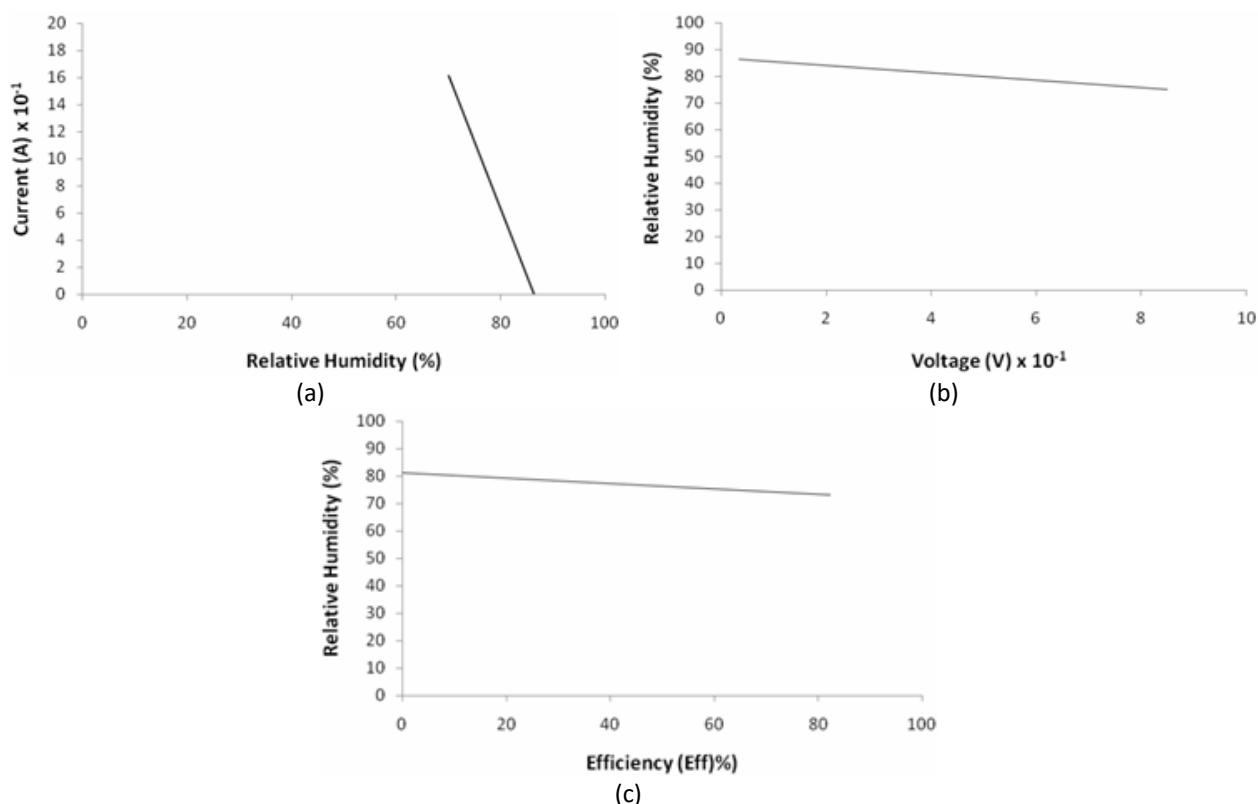 Current (A) x 10⁻¹
20
18
16
14
12
10
8
6
4
2
0
0 20 40 60 80 100
Relative Humidity (%)
(a)
Relative Humidity (%)
100
90
80
70
60
50
40
30
20
10
0
0 2 4 6 8 10
Voltage (V) x 10⁻¹
(b)
Relative Humidity (%)
100
90
80
70
60
50
40
30
20
10
0
0 20 40 60 80 100
Efficiency (Eff)%)
(c)